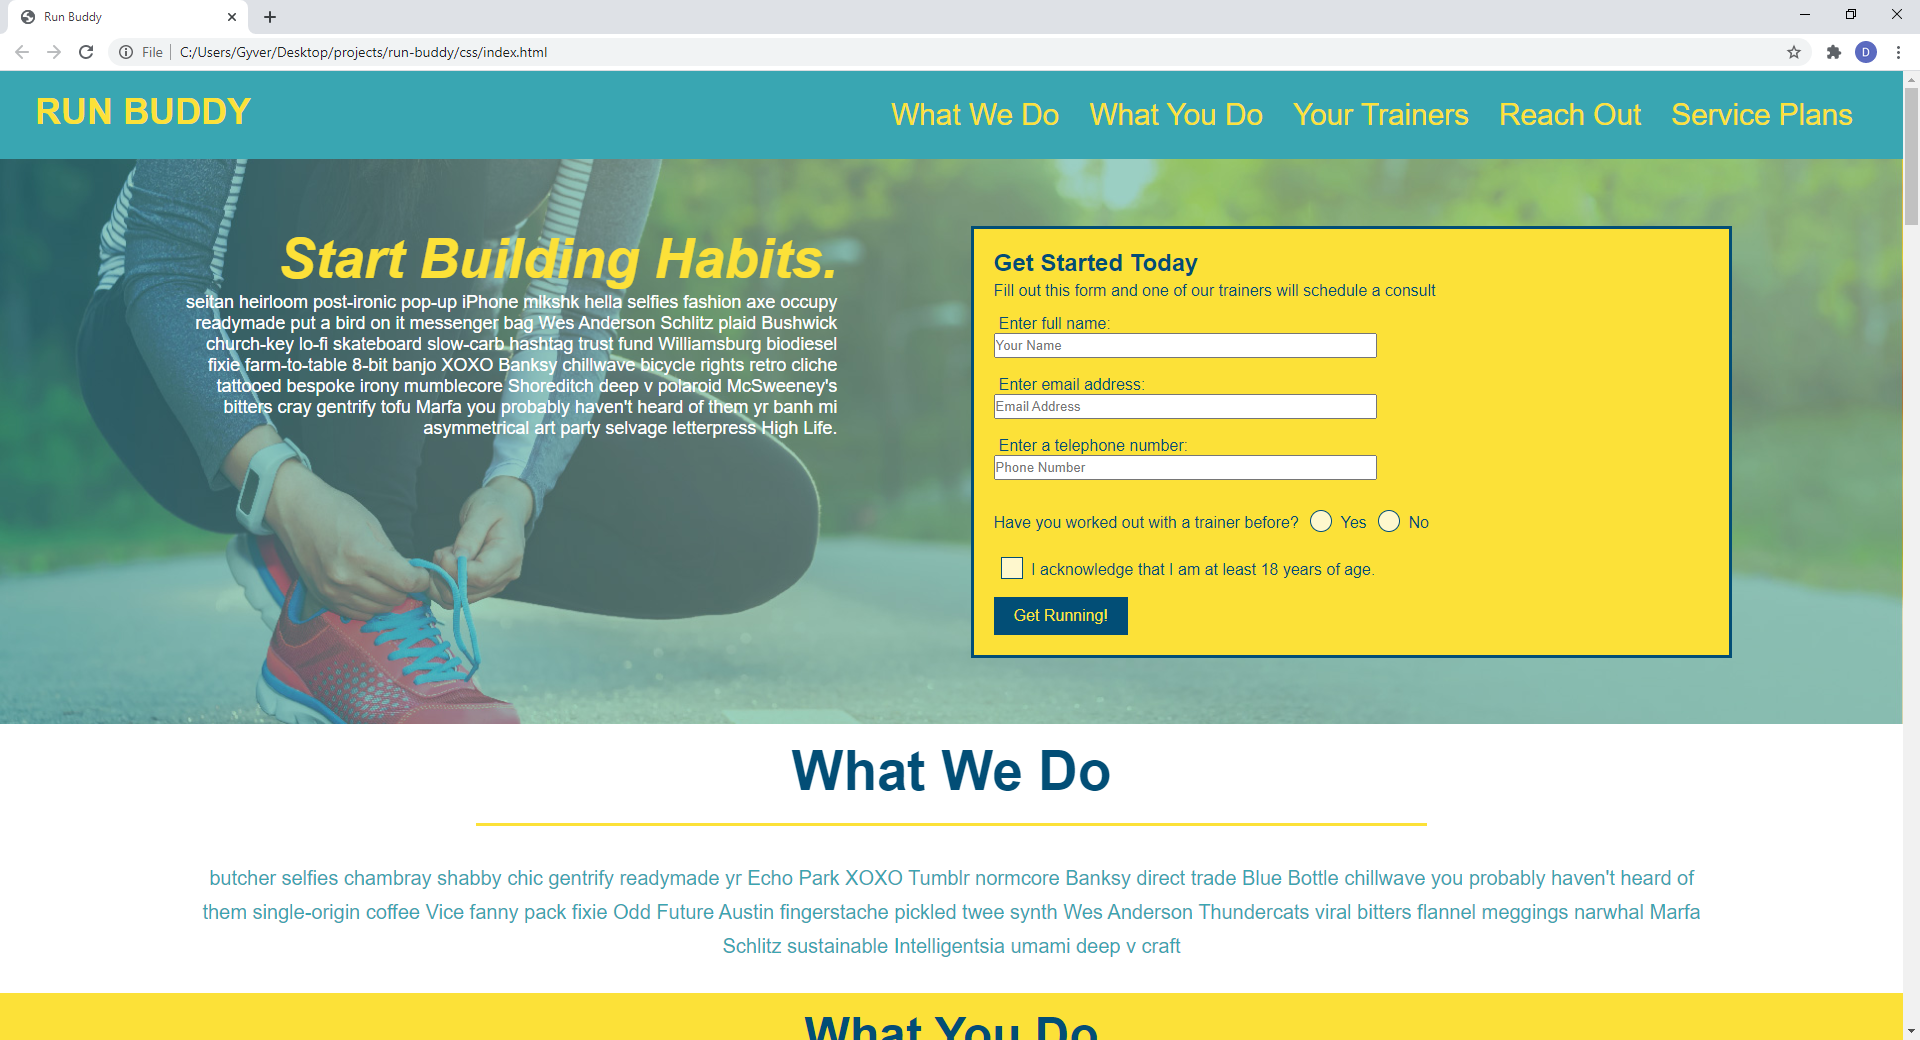 Run Buddy
File
C:/Users/Gyver/Desktop/projects/run-buddy/css/index.html
D
RUN BUDDY
What We Do
What You Do
Your Trainers
Reach Out
Service Plans
Start Building Habits.
seitan heirloom post-ironic pop-up iPhone mlkshk hella selfies fashion axe occupy
readymade put a bird on it messenger bag Wes Anderson Schlitz plaid Bushwick
church-key lo-fi skateboard slow-carb hashtag trust fund Williamsburg biodiesel
fixie farm-to-table 8-bit banjo XOXO Banksy chillwave bicycle rights retro cliche
tattooed bespoke irony mumblecore Shoreditch deep v polaroid McSweeney's
bitters cray gentrify tofu Marfa you probably haven't heard of them yr banh mi
asymmetrical art party selvage letterpress High Life.
Get Started Today
Fill out this form and one of our trainers will schedule a consult
Enter full name:
Your Name
Enter email address:
Email Address
Enter a telephone number:
Phone Number
Have you worked out with a trainer before? Yes No
I acknowledge that I am at least 18 years of age.
Get Running!
What We Do
butcher selfies chambray shabby chic gentrify readymade yr Echo Park XOXO Tumblr normcore Banksy direct trade Blue Bottle chillwave you probably haven't heard of
them single-origin coffee Vice fanny pack fixie Odd Future Austin fingerstache pickled twee synth Wes Anderson Thundercats viral bitters flannel meggings narwhal Marfa
Schlitz sustainable Intelligentsia umami deep v craft
What You Do